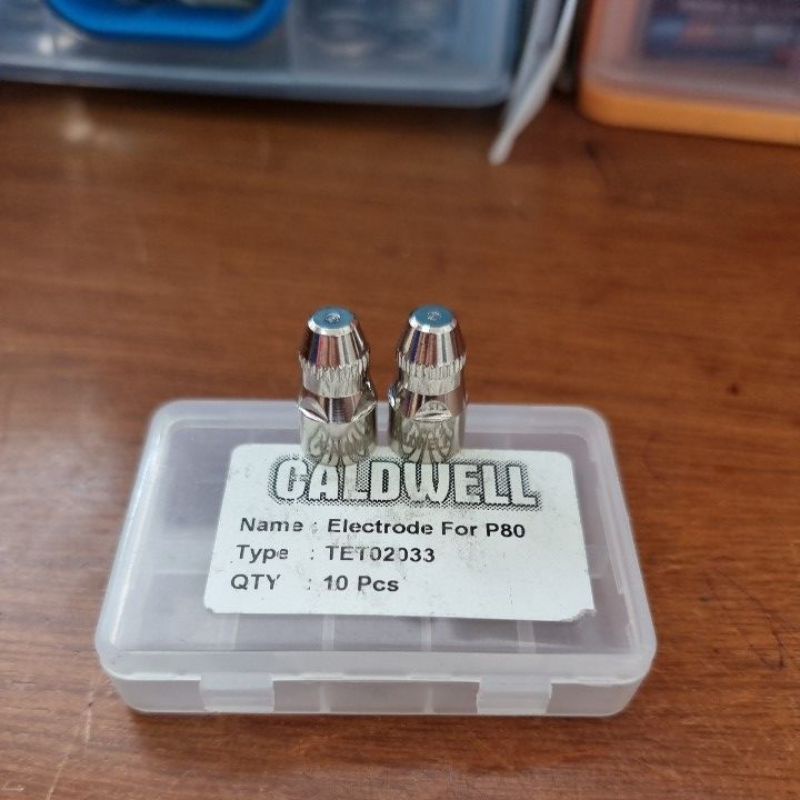 CALDWELL
Name : Electrode For P80
Type : TET02033
QTY : 10 Pcs